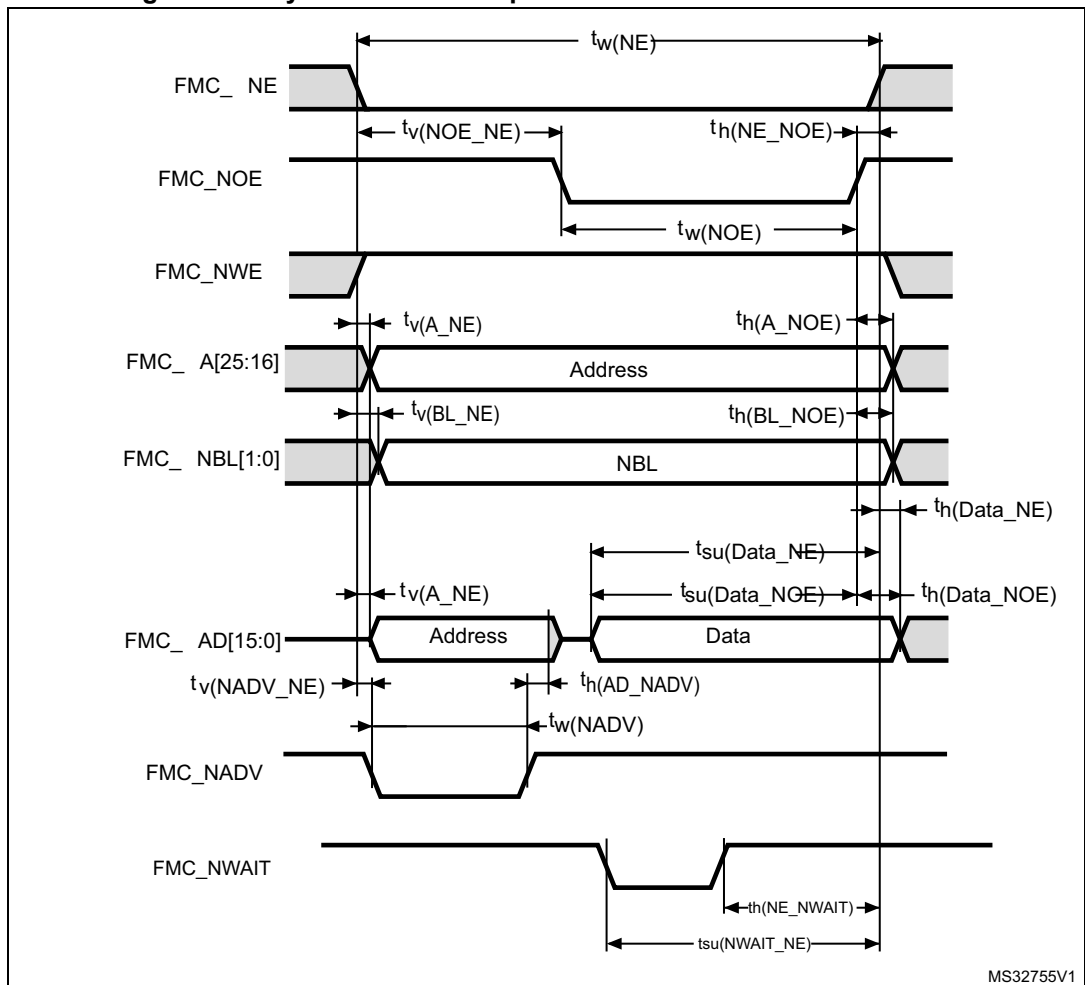 tw(NE)
FMC_ NE
tv(NOE_NE)
th(NE_NOE)
FMC_NOE
tw(NOE)
FMC_NWE
tv(A_NE)
th(A_NOE)
FMC_ A[25:16]
Address
tv(BL_NE)
th(BL_NOE)
FMC_ NBL[1:0]
NBL
th(Data_NE)
tsu(Data_NE)
tv(A_NE)
tsu(Data_NOE)
th(Data_NOE)
FMC_ AD[15:0]
Address
Data
tv(NADV_NE)
th(AD_NADV)
tw(NADV)
FMC_NADV
FMC_NWAIT
th(NE_NWAIT)
tsu(NWAIT_NE)
MS32755V1